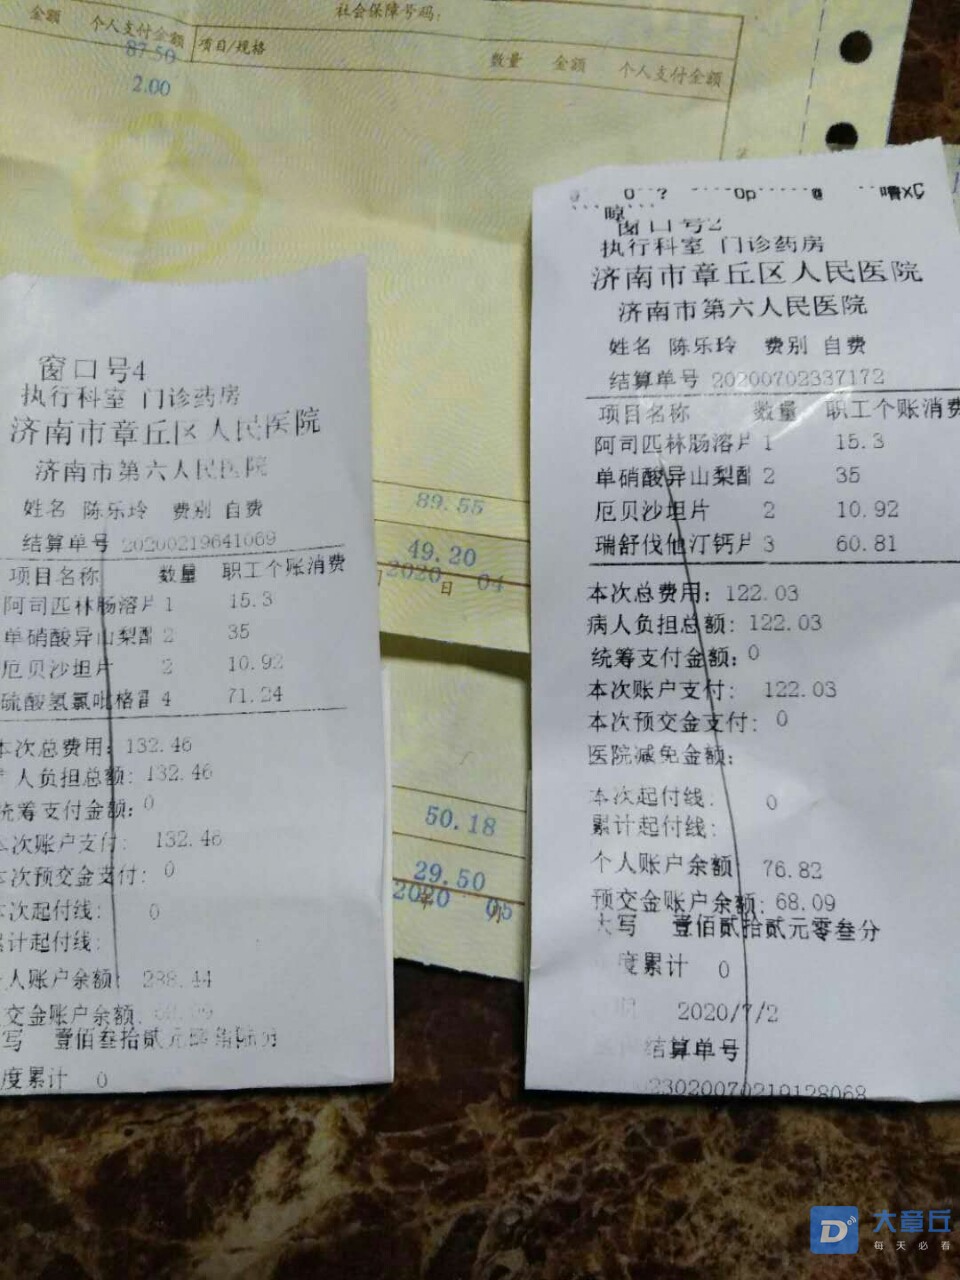 社会保障号码:
金额 个人支付金额 项目/规格 数量 金额 个人支付金额
87.50
2.00
89.55
49.20
2020 日 04
50.18
29.50
2020 05
窗口号4
执行科室 门诊药房
济南市章丘区人民医院
济南市第六人民医院
姓名 陈乐玲 费别 自费
结算单号 20200219641069
项目名称 数量 职工个账消费
阿司匹林肠溶片 1 15.3
单硝酸异山梨酯 2 35
厄贝沙坦片 2 10.92
硫酸氢氯吡格雷 4 71.24
本次总费用: 132.46
人负担总额: 132.46
统筹支付金额: 0
本次账户支付: 132.46
本次预交金支付: 0
本次起付线: 0
累计起付线:
人账户余额: 288.44
交金账户余额:
写 壹佰叁拾贰元
度累计 0
窗口号2
执行科室 门诊药房
济南市章丘区人民医院
济南市第六人民医院
姓名 陈乐玲 费别 自费
结算单号 20200702337172
项目名称 数量 职工个账消费
阿司匹林肠溶片 1 15.3
单硝酸异山梨酯 2 35
厄贝沙坦片 2 10.92
瑞舒伐他汀钙片 3 60.81
本次总费用: 122.03
病人负担总额: 122.03
统筹支付金额: 0
本次账户支付: 122.03
本次预交金支付: 0
医院减免金额:
本次起付线: 0
累计起付线:
个人账户余额: 76.82
预交金账户余额: 68.09
大写 壹佰贰拾贰元零叁分
度累计 0
2020/7/2
结算单号
大章丘
每天必看